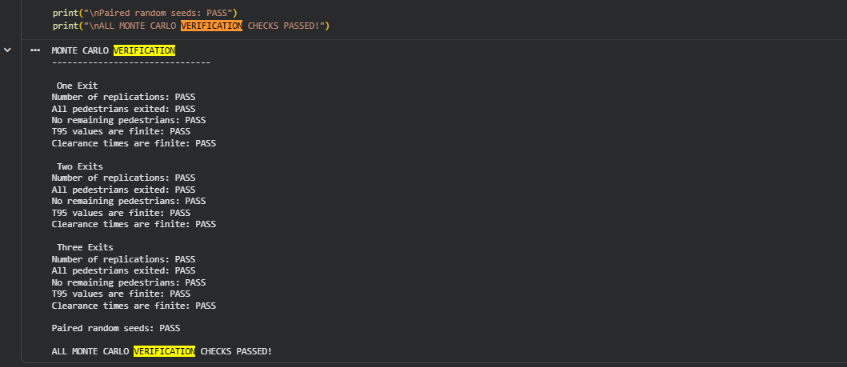 print("\nPaired random seeds: PASS")
print("\nALL MONTE CARLO VERIFICATION CHECKS PASSED!")
MONTE CARLO VERIFICATION
-------------------------------
One Exit
Number of replications: PASS
All pedestrians exited: PASS
No remaining pedestrians: PASS
T95 values are finite: PASS
Clearance times are finite: PASS
Two Exits
Number of replications: PASS
All pedestrians exited: PASS
No remaining pedestrians: PASS
T95 values are finite: PASS
Clearance times are finite: PASS
Three Exits
Number of replications: PASS
All pedestrians exited: PASS
No remaining pedestrians: PASS
T95 values are finite: PASS
Clearance times are finite: PASS
Paired random seeds: PASS
ALL MONTE CARLO VERIFICATION CHECKS PASSED!